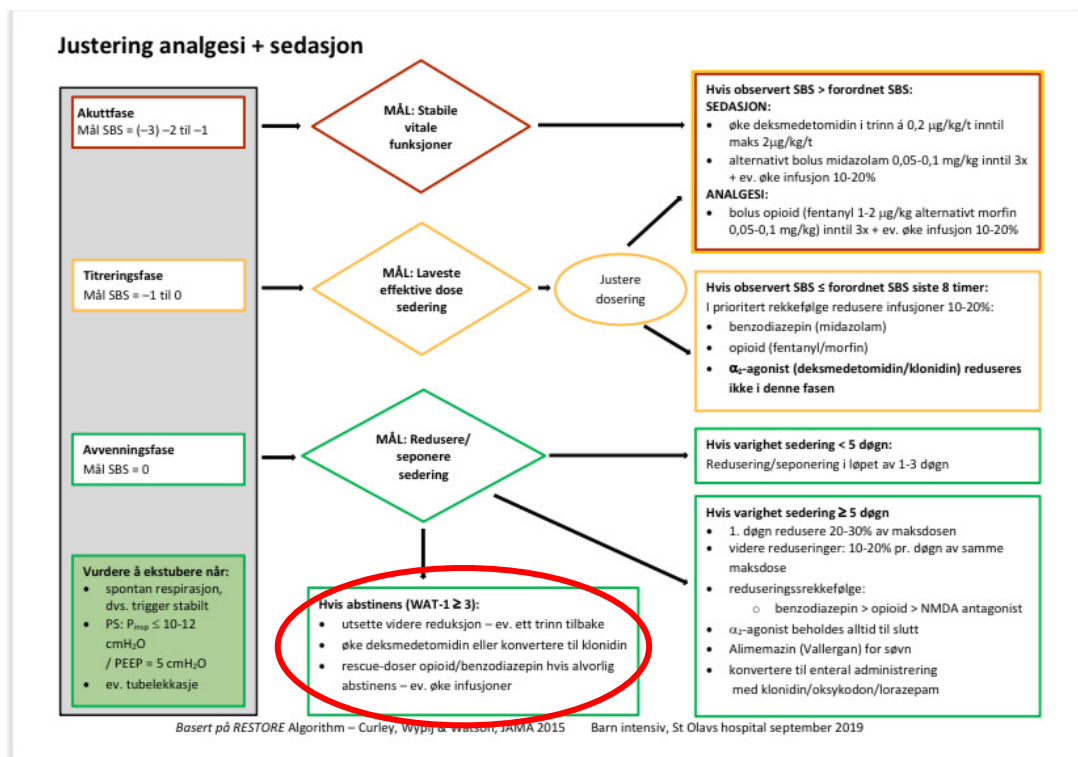 Justering analgesi + sedasjon
Akuttfase
Mål SBS = (–3) –2 til –1
MÅL: Stabile
vitale
funksjoner
Hvis observert SBS > forordnet SBS:
SEDASJON:
• øke deksmedetomidin i trinn á 0,2 µg/kg/t inntil
maks 2µg/kg/t
• alternativt bolus midazolam 0,05-0,1 mg/kg inntil 3x
+ ev. øke infusjon 10-20%
ANALGESI:
• bolus opioid (fentanyl 1-2 µg/kg alternativt morfin
0,05-0,1 mg/kg) inntil 3x + ev. øke infusjon 10-20%
Titreringsfase
Mål SBS = –1 til 0
MÅL: Laveste
effektive dose
sedering
Justere
dosering
Hvis observert SBS ≤ forordnet SBS siste 8 timer:
I prioritert rekkefølge redusere infusjoner 10-20%:
• benzodiazepin (midazolam)
• opioid (fentanyl/morfin)
• α₂-agonist (deksmedetomidin/klonidin) reduseres
ikke i denne fasen
Avvenningsfase
Mål SBS = 0
MÅL: Redusere/
seponere
sedering
Hvis varighet sedering < 5 døgn:
Redusering/seponering i løpet av 1-3 døgn
Hvis varighet sedering ≥ 5 døgn
• 1. døgn redusere 20-30% av maksdosen
• videre reduseringer: 10-20% pr. døgn av samme
maksdose
• reduseringssrekkefølge:
o benzodiazepin > opioid > NMDA antagonist
• α₂-agonist beholdes alltid til slutt
• Alimemazin (Vallergan) for søvn
• konvertere til enteral administrering
med klonidin/oksykodon/lorazepam
Vurdere å ekstubere når:
• spontan respirasjon,
dvs. trigger stabilt
• PS: Pinsp ≤ 10-12
cmH₂O
/ PEEP = 5 cmH₂O
• ev. tubelekkasje
Hvis abstinens (WAT-1 ≥ 3):
• utsette videre reduksjon – ev. ett trinn tilbake
• øke deksmedetomidin eller konvertere til klonidin
• rescue-doser opioid/benzodiazepin hvis alvorlig
abstinens – ev. øke infusjoner
Basert på RESTORE Algorithm – Curley, Wypij & Watson, JAMA 2015 Barn intensiv, St Olavs hospital september 2019